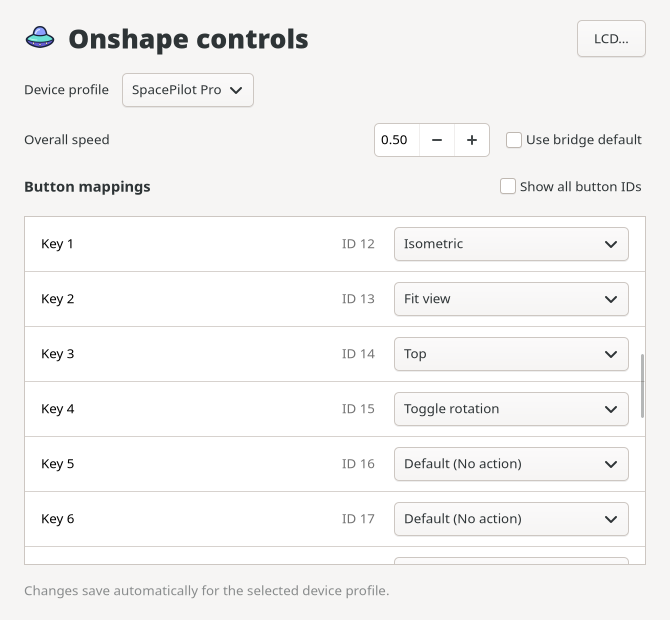 Onshape controls
LCD...
Device profile
SpacePilot Pro
Overall speed
0.50
Use bridge default
Button mappings
Show all button IDs
Key 1 ID 12 Isometric
Key 2 ID 13 Fit view
Key 3 ID 14 Top
Key 4 ID 15 Toggle rotation
Key 5 ID 16 Default (No action)
Key 6 ID 17 Default (No action)
Changes save automatically for the selected device profile.